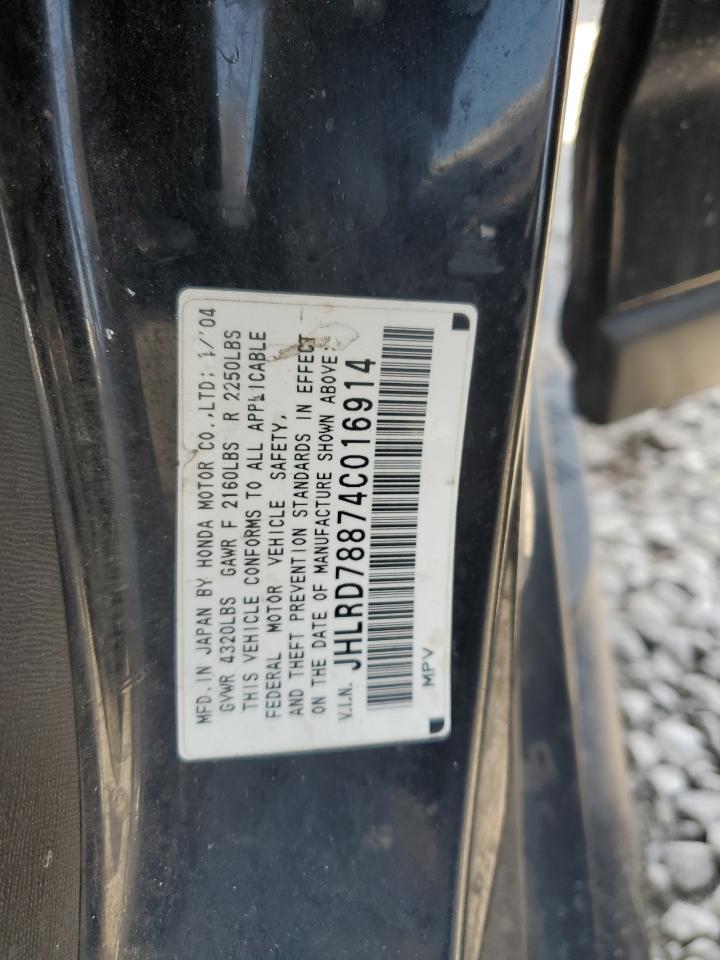 MFD.IN JAPAN BY HONDA MOTOR CO.,LTD; 1/'04
GVWR 4320LBS GAWR F 2160LBS R 2250LBS
THIS VEHICLE CONFORMS TO ALL APPLICABLE
FEDERAL MOTOR VEHICLE SAFETY,
AND THEFT PREVENTION STANDARDS IN EFFECT
ON THE DATE OF MANUFACTURE SHOWN ABOVE.
V.I.N. JHLRD78874C016914
MPV